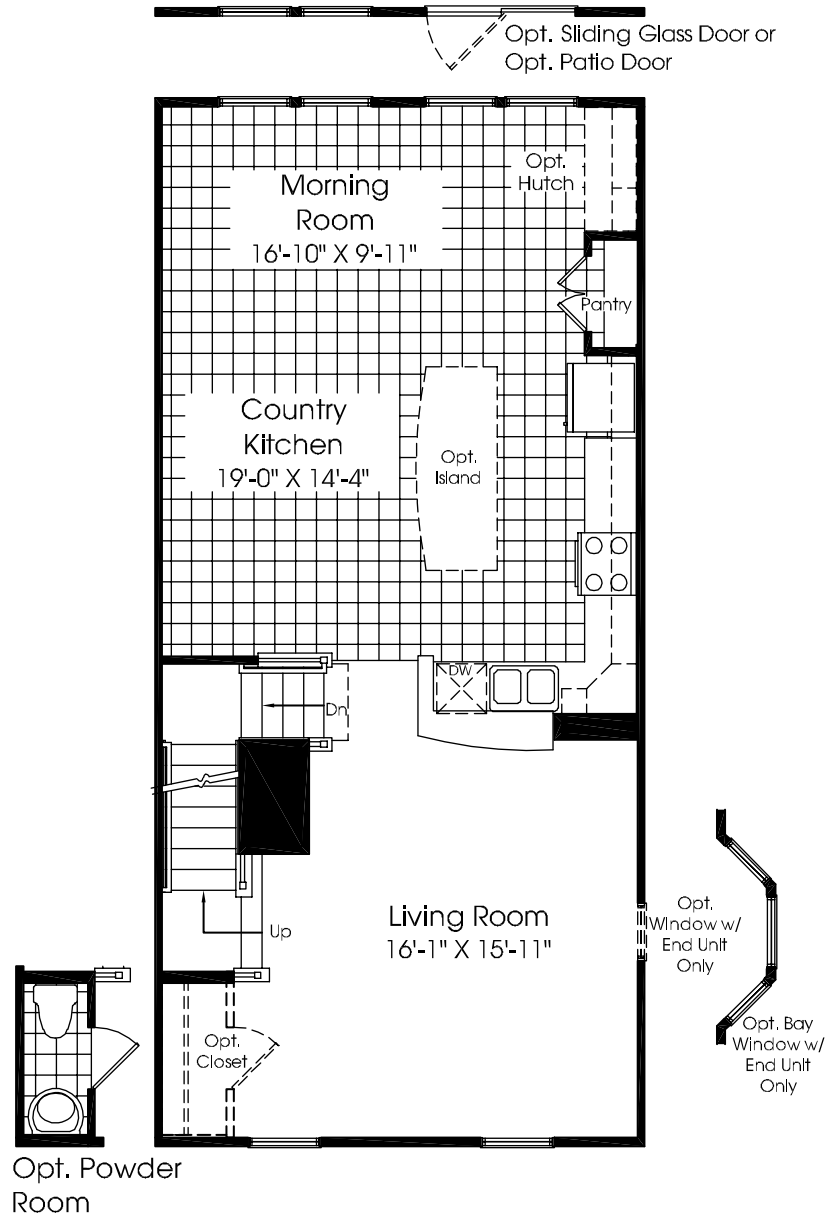 Opt. Sliding Glass Door or
Opt. Patio Door
Opt.
Hutch
Morning
Room
16'-10" X 9'-11"
Pantry
Country
Kitchen
19'-0" X 14'-4"
Opt.
Island
DW
Dn
Up
Living Room
16'-1" X 15'-11"
Opt.
Window w/
End Unit
Only
Opt. Bay
Window w/
End Unit
Only
Opt.
Closet
Opt. Powder
Room